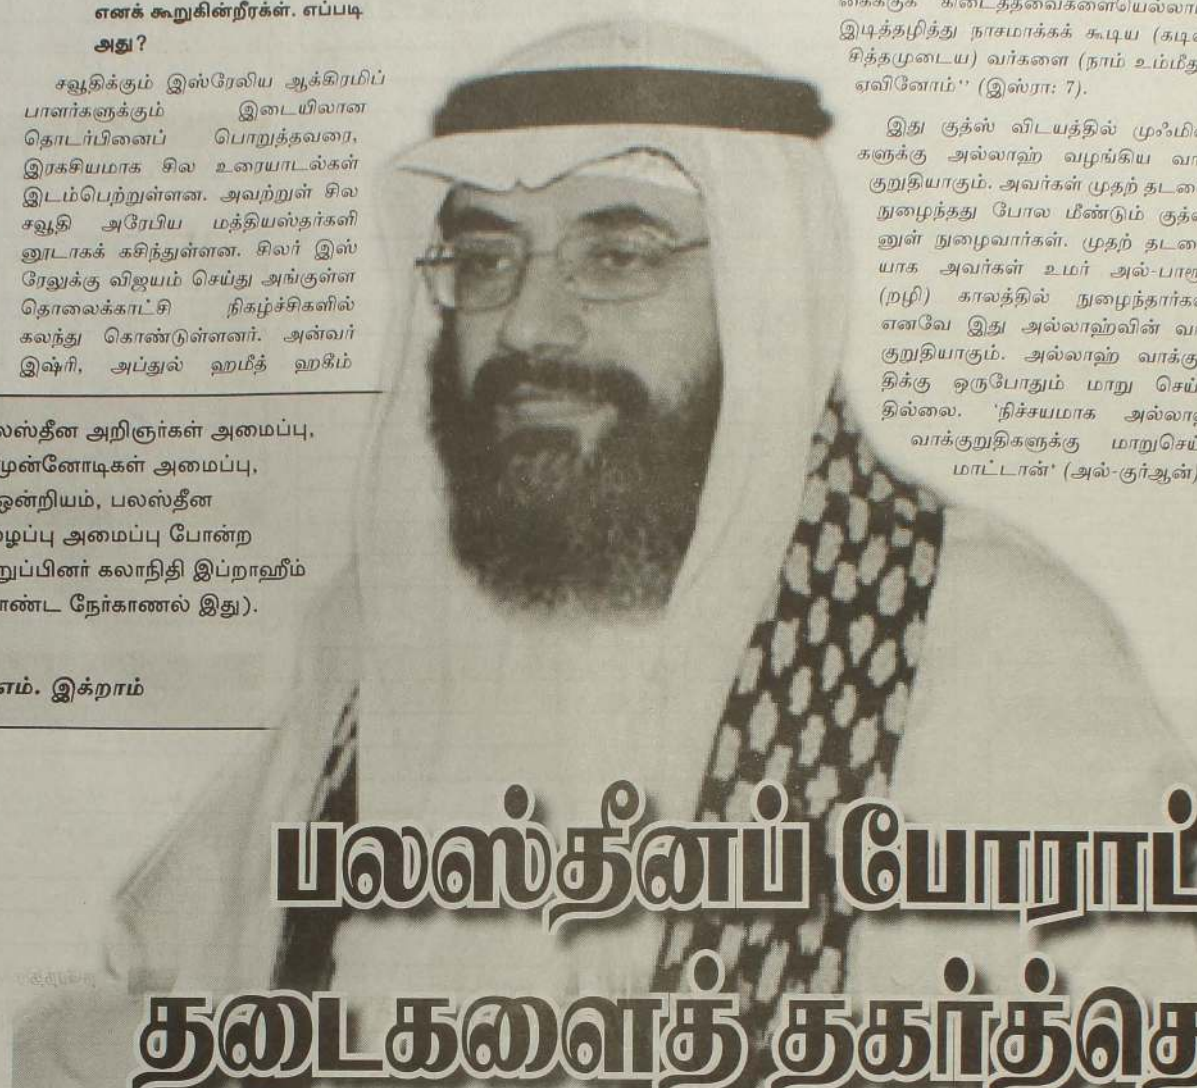 எனக் கூறுகின்றீரக்ள். எப்படி
அது?
சவூதிக்கும் இஸ்ரேலிய ஆக்கிரமிப்
பாளர்களுக்கும் இடையிலான
தொடர்பினைப் பொறுத்தவரை,
இரகசியமாக சில உரையாடல்கள்
இடம்பெற்றுள்ளன. அவற்றுள் சில
சவூதி அரேபிய மத்தியஸ்தர்களி
னூடாகக் கசிந்துள்ளன. சிலர் இஸ்
ரேலுக்கு விஜயம் செய்து அங்குள்ள
தொலைக்காட்சி நிகழ்ச்சிகளில்
கலந்து கொண்டுள்ளனர். அன்வர்
இஷ்ரி, அப்துல் ஹமீத் ஹகீம்
லஸ்தீன அறிஞர்கள் அமைப்பு,
முன்னோடிகள் அமைப்பு,
ஒன்றியம், பலஸ்தீன
ழைப்பு அமைப்பு போன்ற
றுப்பினர் கலாநிதி இப்றாஹீம்
ாண்ட நேர்காணல் இது).
எம். இக்றாம்
கிடைத்தவைகளையெல்லாம்
இடித்தழித்து நாசமாக்கக் கூடிய (கடின
சித்தமுடைய) வர்களை (நாம் உம்மீது
ஏவினோம்'' (இஸ்ரா: 7).
இது குத்ஸ் விடயத்தில் முஃமின்
களுக்கு அல்லாஹ் வழங்கிய வா
குறுதியாகும். அவர்கள் முதற் தடவை
நுழைந்தது போல மீண்டும் குத்ஸ
னுள் நுழைவார்கள். முதற் தடவை
யாக அவர்கள் உமர் அல்-பாரூ
(றழி) காலத்தில் நுழைந்தார்கள்
எனவே இது அல்லாஹ்வின் வா
குறுதியாகும். அல்லாஹ் வாக்கு
திக்கு ஒருபோதும் மாறு செய்
தில்லை. 'நிச்சயமாக அல்லாஹ்
வாக்குறுதிகளுக்கு மாறுசெய்
மாட்டான்' (அல்-குர்ஆன்)
பலஸ்தீனப் போராட்
தடைகளைத் தகர்த்தெ